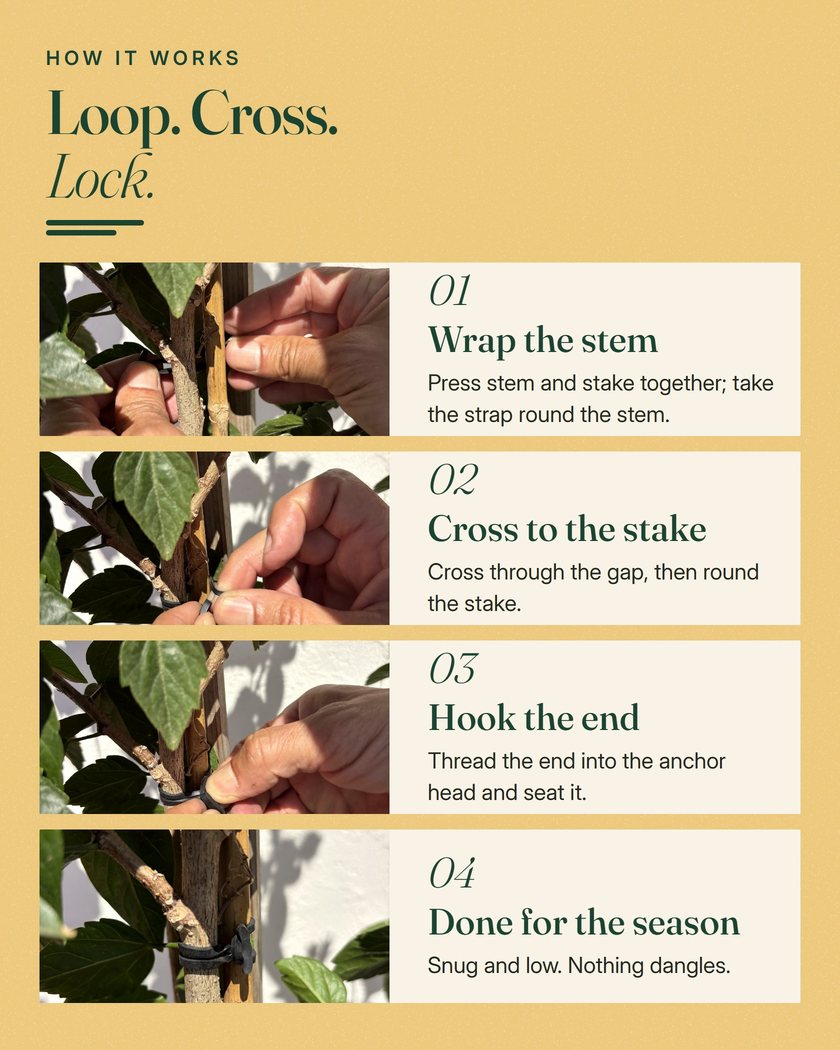 HOW IT WORKS
Loop. Cross.
Lock.
01
Wrap the stem
Press stem and stake together; take
the strap round the stem.
02
Cross to the stake
Cross through the gap, then round
the stake.
03
Hook the end
Thread the end into the anchor
head and seat it.
04
Done for the season
Snug and low. Nothing dangles.